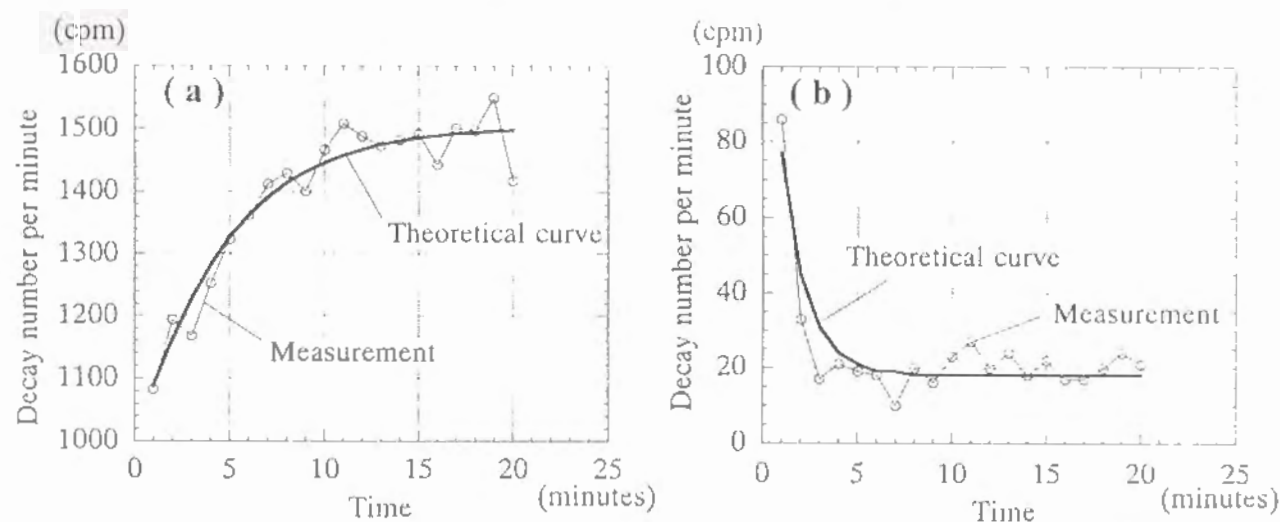 (cpm)
1600
1500
1400
1300
1200
1100
1000
Decay number per minute
( a )
Theoretical curve
Measurement
0 5 10 15 20 25
Time
(minutes)
(cpm)
100
80
60
40
20
0
Decay number per minute
( b )
Theoretical curve
Measurement
0 5 10 15 20 25
Time
(minutes)